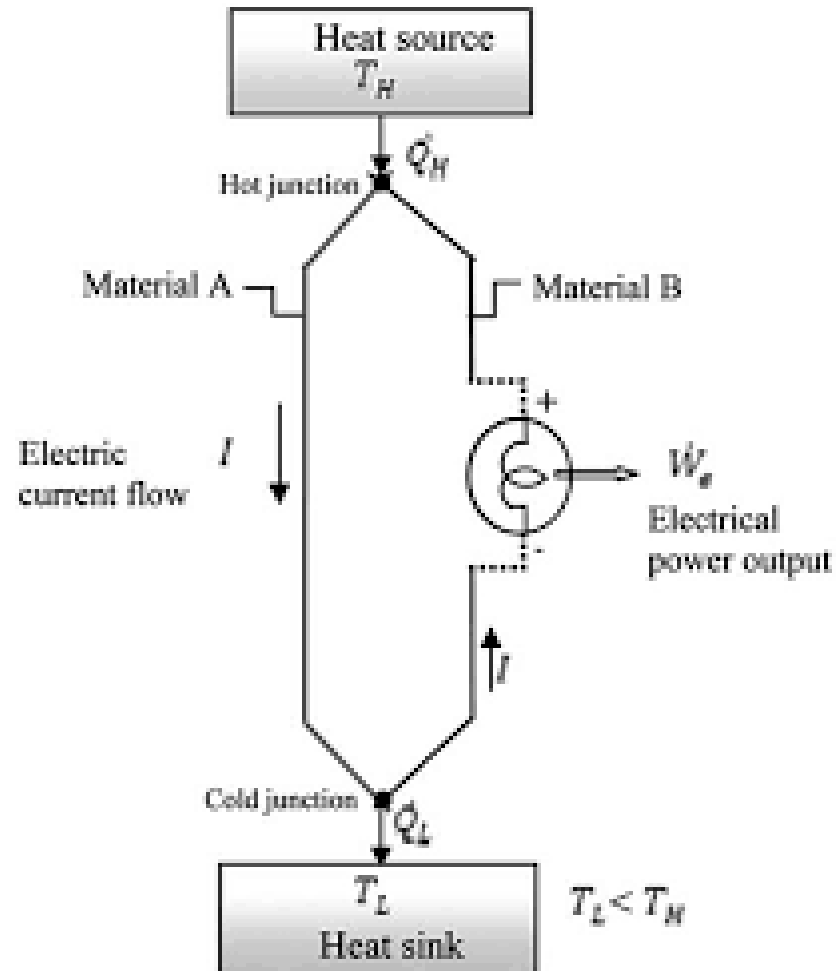 Heat source
T_H
Q̇_H
Hot junction
Material A
Material B
+
Electric
current flow
I
Ẇ_e
Electrical
power output
-
I
Cold junction
Q̇_L
T_L
Heat sink
T_L < T_H